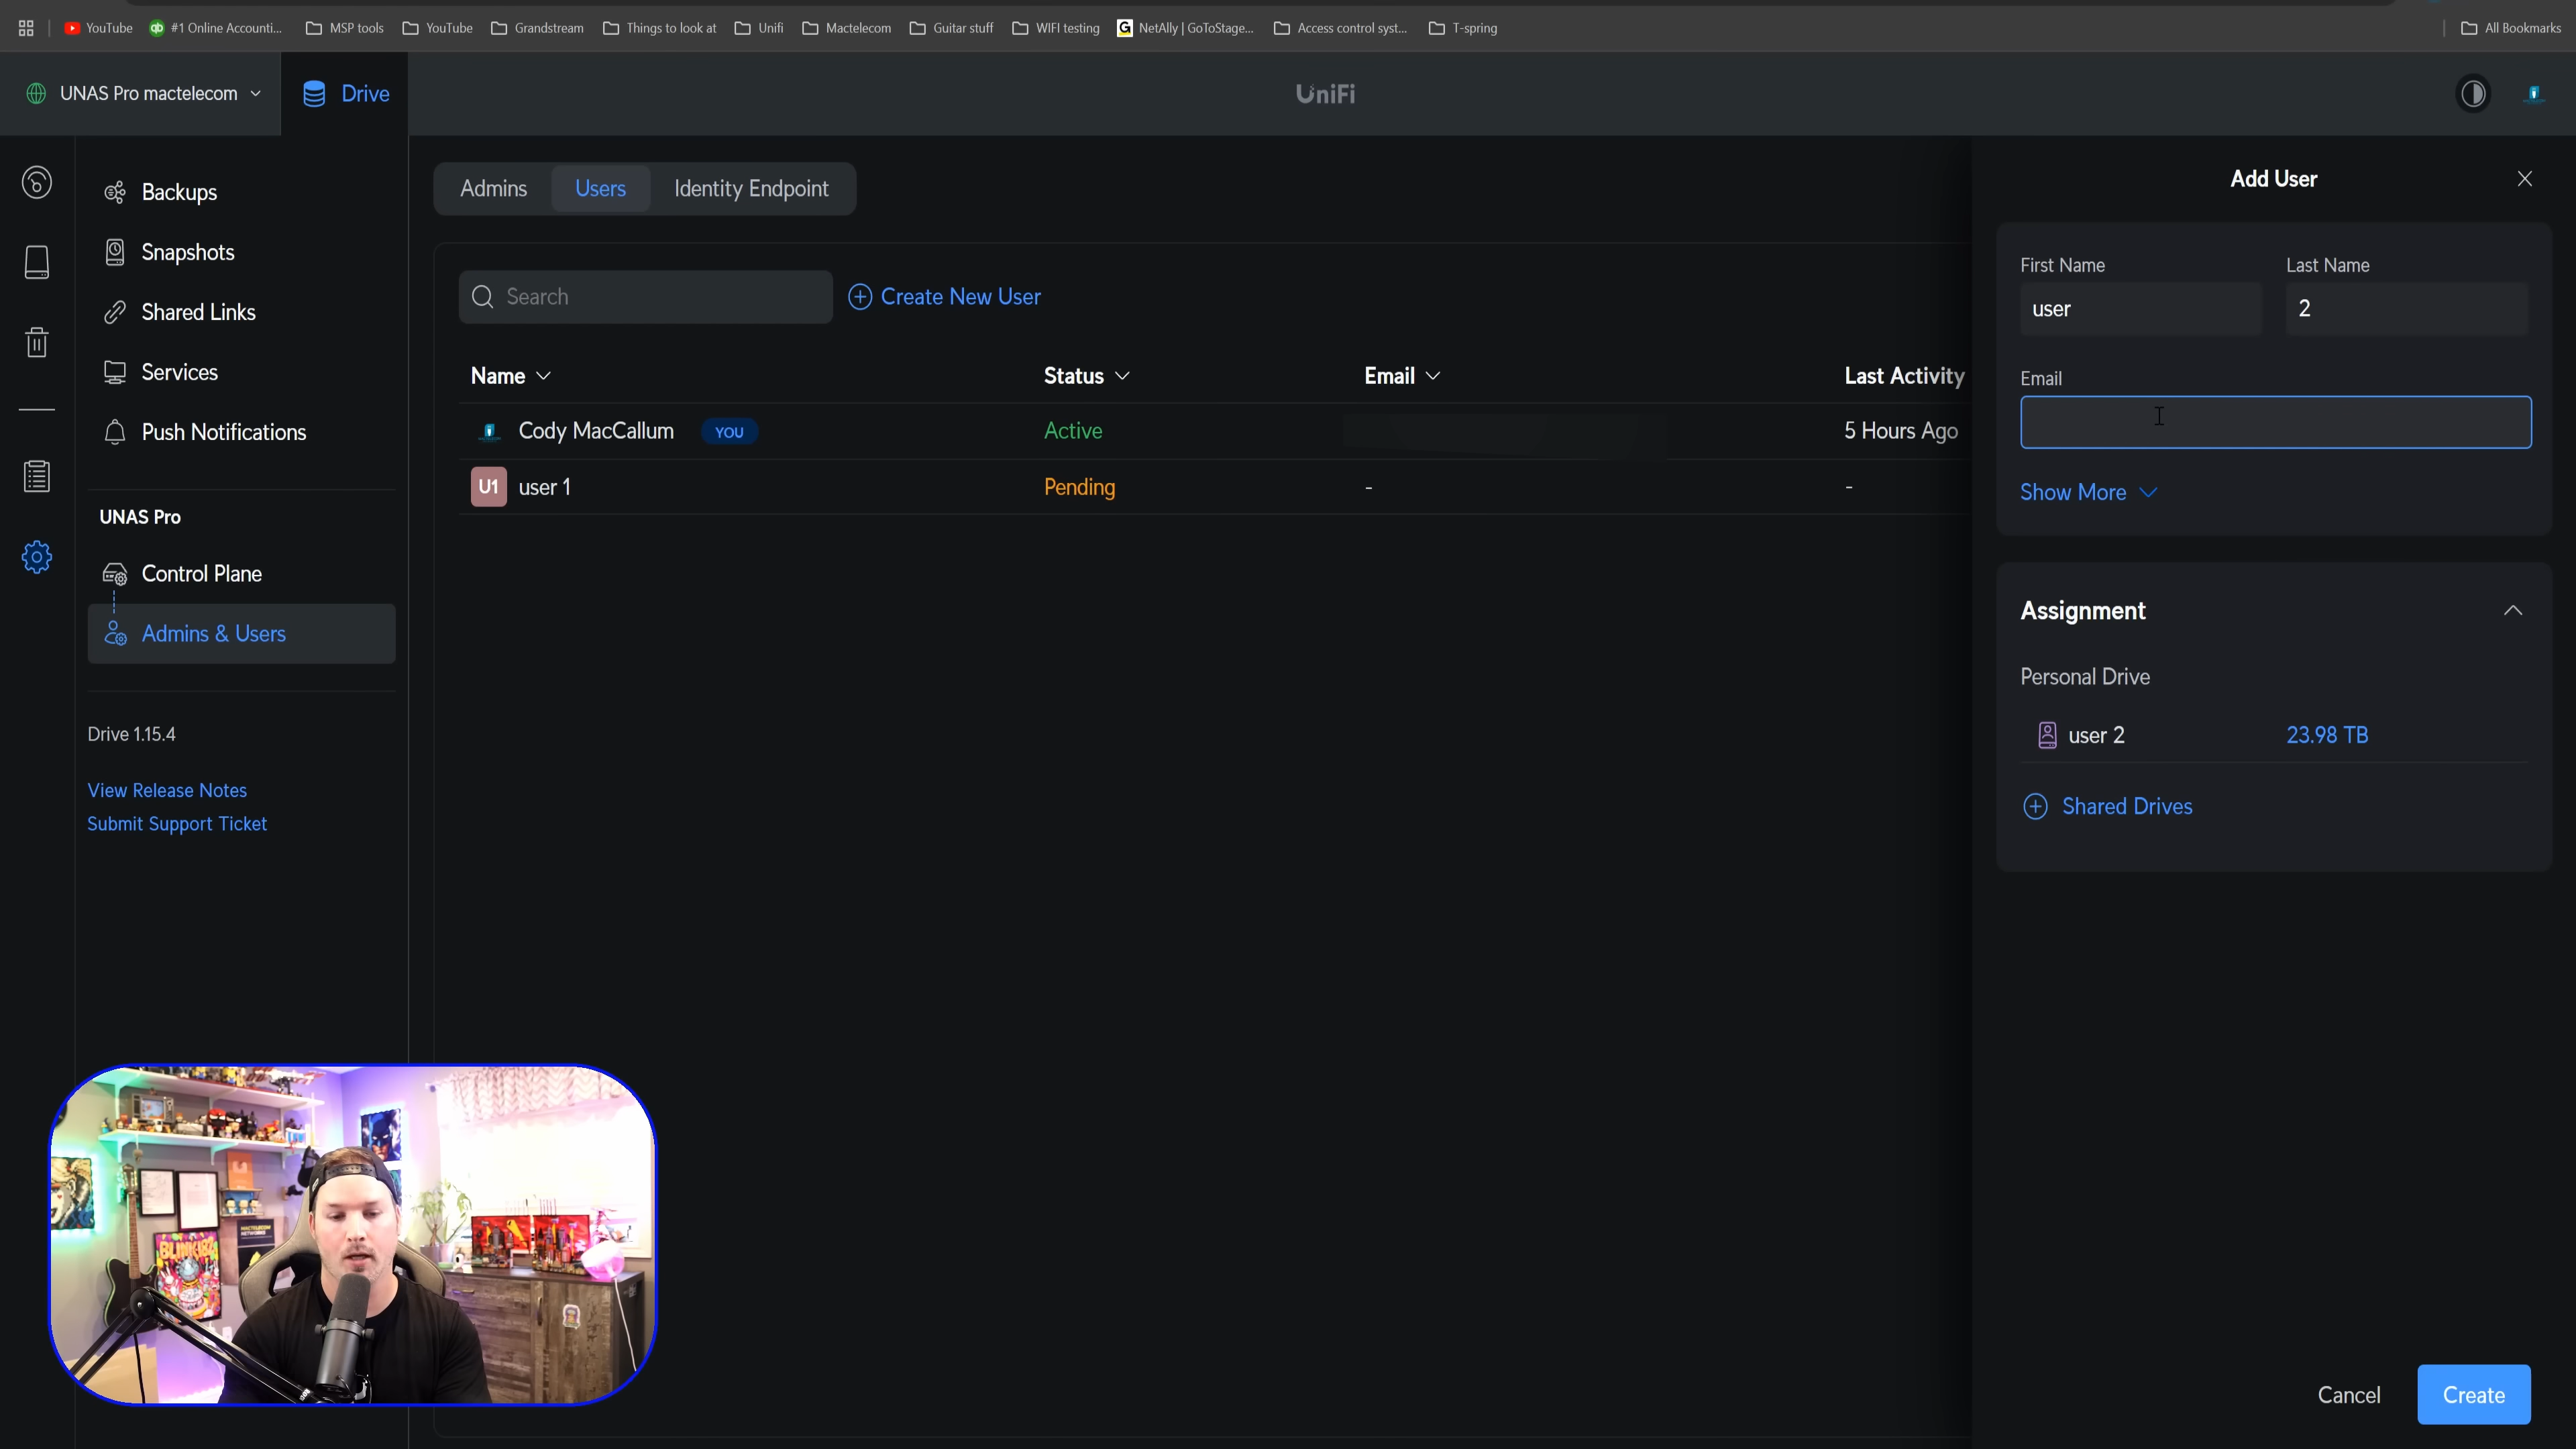 YouTube #1 Online Accounti... MSP tools YouTube Grandstream Things to look at Unifi Mactelecom Guitar stuff WIFI testing NetAlly | GoToStage... Access control syst... T-spring All Bookmarks
UNAS Pro mactelecom Drive UniFi
Backups
Snapshots
Shared Links
Services
Push Notifications
UNAS Pro
Control Plane
Admins & Users
Drive 1.15.4
View Release Notes
Submit Support Ticket
Admins Users Identity Endpoint
Search Create New User
Name Status Email Last Activity
Cody MacCallum YOU Active 5 Hours Ago
U1 user 1 Pending - -
Add User
First Name Last Name
user 2
Email
Show More
Assignment
Personal Drive
user 2 23.98 TB
Shared Drives
Cancel Create
BLINK182
MACTELECOM
NETWORKS